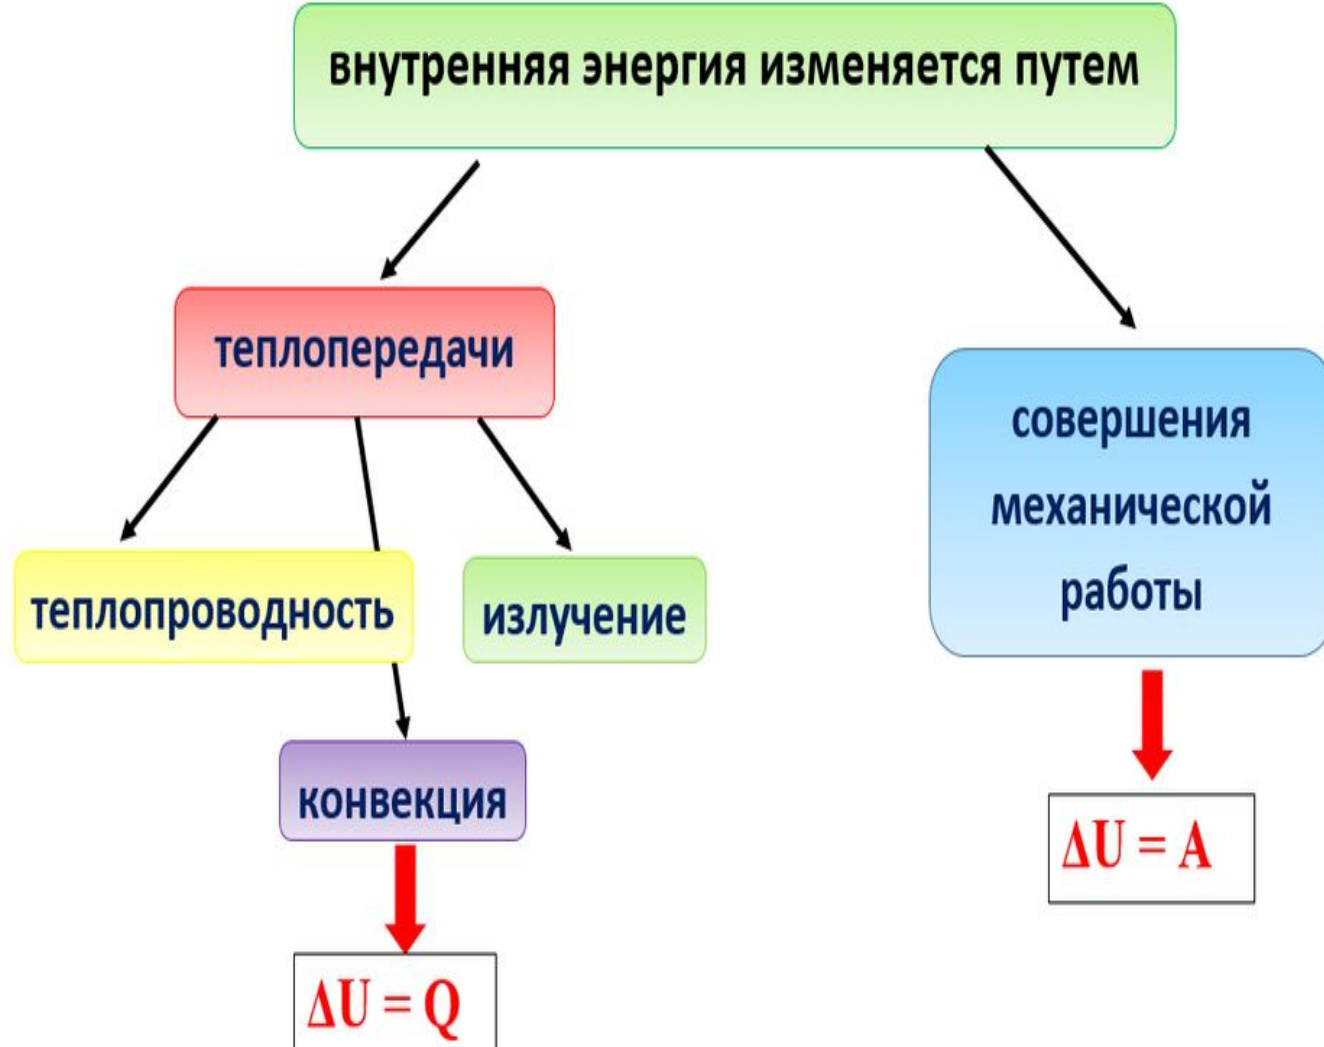 внутренняя энергия изменяется путем
теплопередачи
совершения
механической
работы
теплопроводность
излучение
конвекция
ΔU = A
ΔU = Q